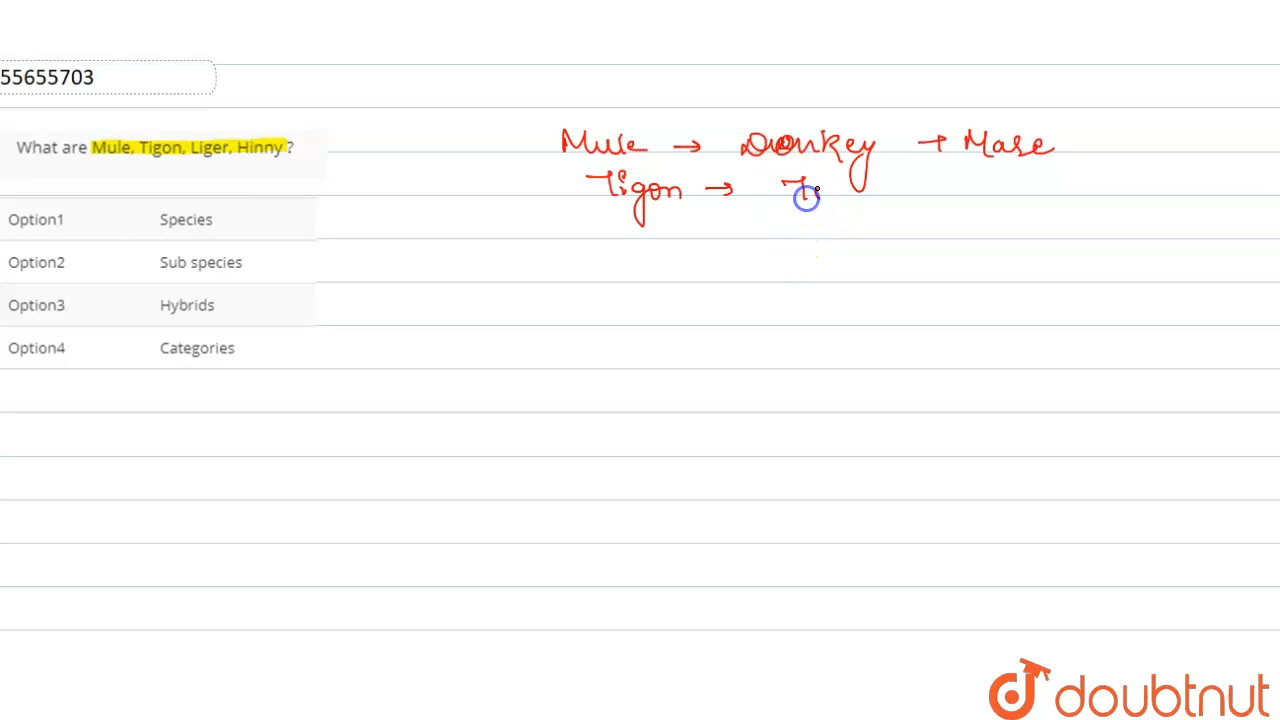 55655703
What are Mule, Tigon, Liger, Hinny ?
Option1 Species
Option2 Sub species
Option3 Hybrids
Option4 Categories
Mule → Donkey + Mare
Tigon → Ti
doubtnut